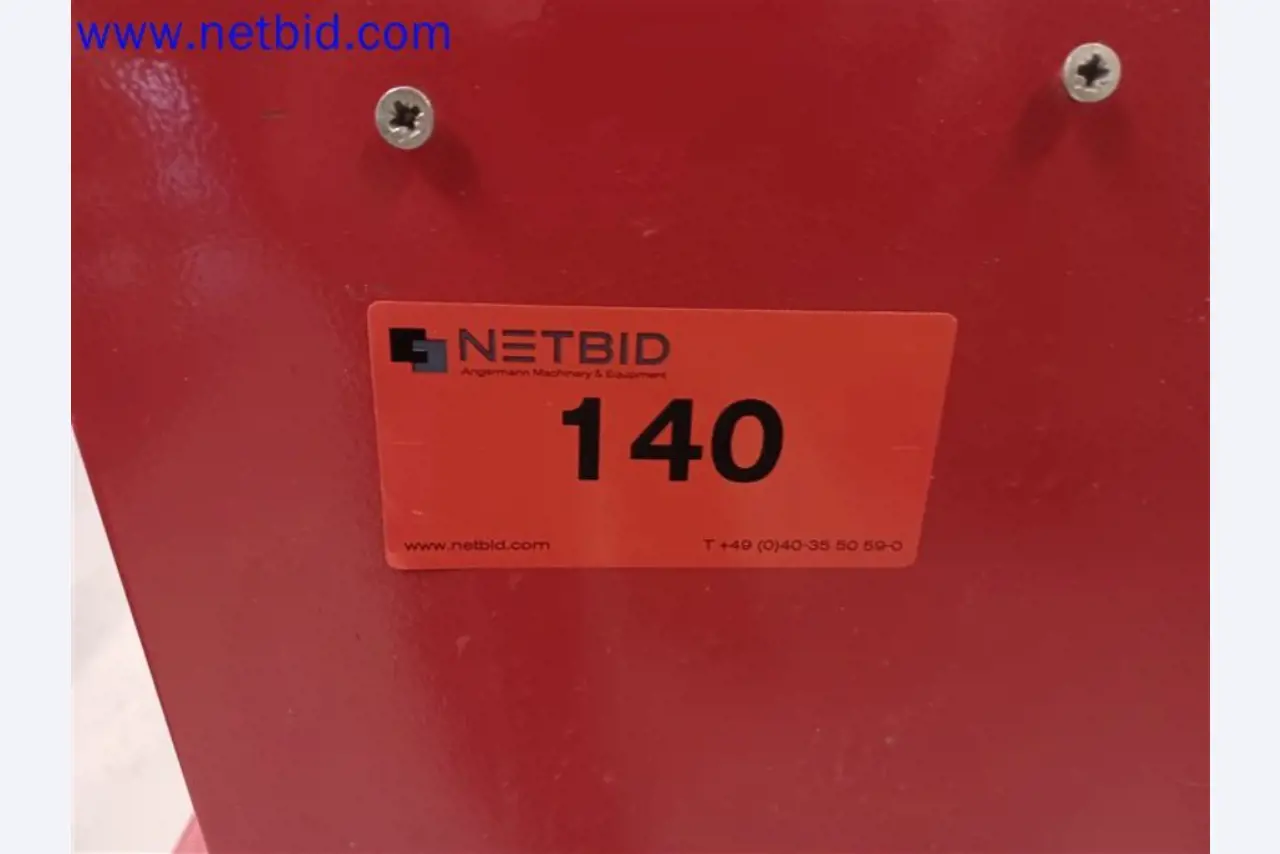 www.netbid.com
NETBID
Angermann Machinery & Equipment
140
www.netbid.com T +49 (0)40-35 50 59-0